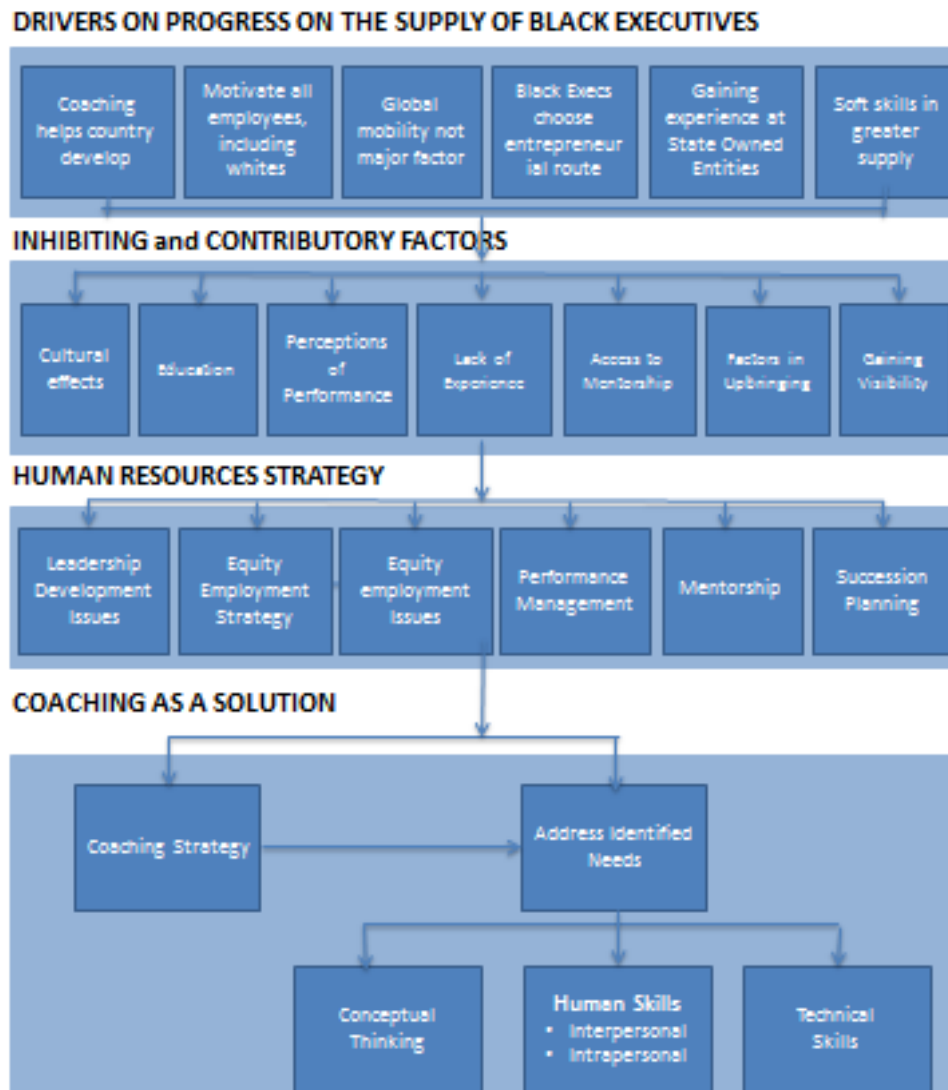 DRIVERS ON PROGRESS ON THE SUPPLY OF BLACK EXECUTIVES
Coaching
helps country
develop
Motivate all
employees,
including
whites
Global
mobility not
major factor
Black Execs
choose
entrepreneur
ial route
Gaining
experience at
State Owned
Entities
Soft skills in
greater
supply
INHIBITING and CONTRIBUTORY FACTORS
Cultural
effects
Education
Perceptions
of
Performance
Lack of
Experience
Access to
Mentorship
Factors in
Upbringing
Gaining
Visibility
HUMAN RESOURCES STRATEGY
Leadership
Development
Issues
Equity
Employment
Strategy
Equity
employment
Issues
Performance
Management
Mentorship
Succession
Planning
COACHING AS A SOLUTION
Coaching Strategy
Address Identified
Needs
Conceptual
Thinking
Human Skills
• Interpersonal
• Intrapersonal
Technical
Skills